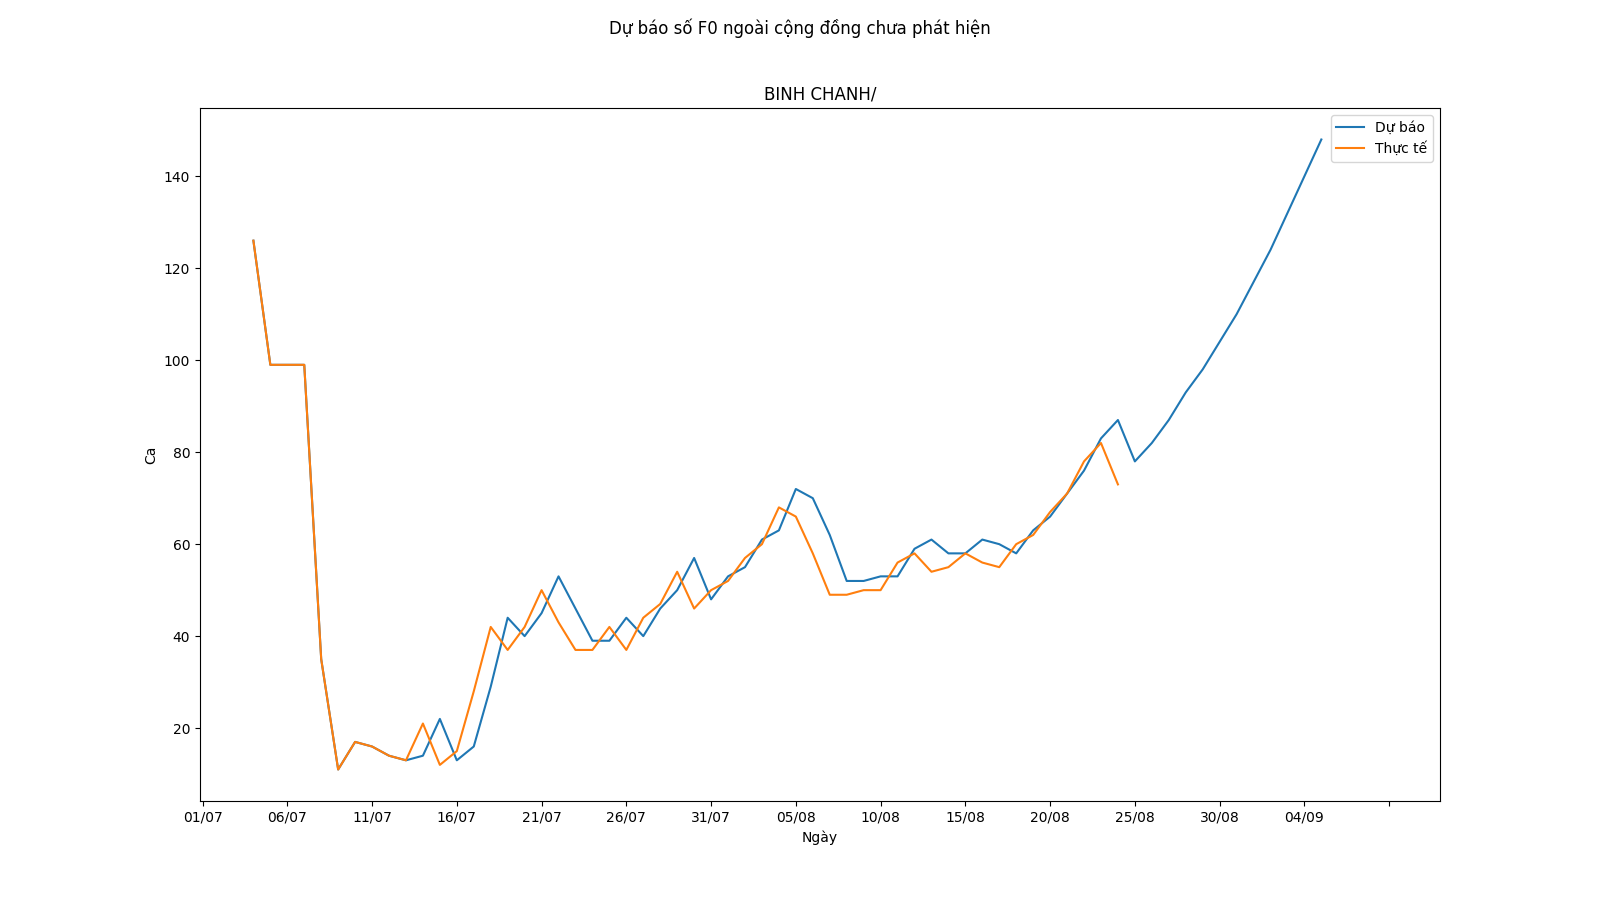 Dự báo số F0 ngoài cộng đồng chưa phát hiện
BINH CHANH/
Dự báo
Thực tế
140
120
100
80
60
40
20
Ca
01/07 06/07 11/07 16/07 21/07 26/07 31/07 05/08 10/08 15/08 20/08 25/08 30/08 04/09
Ngày